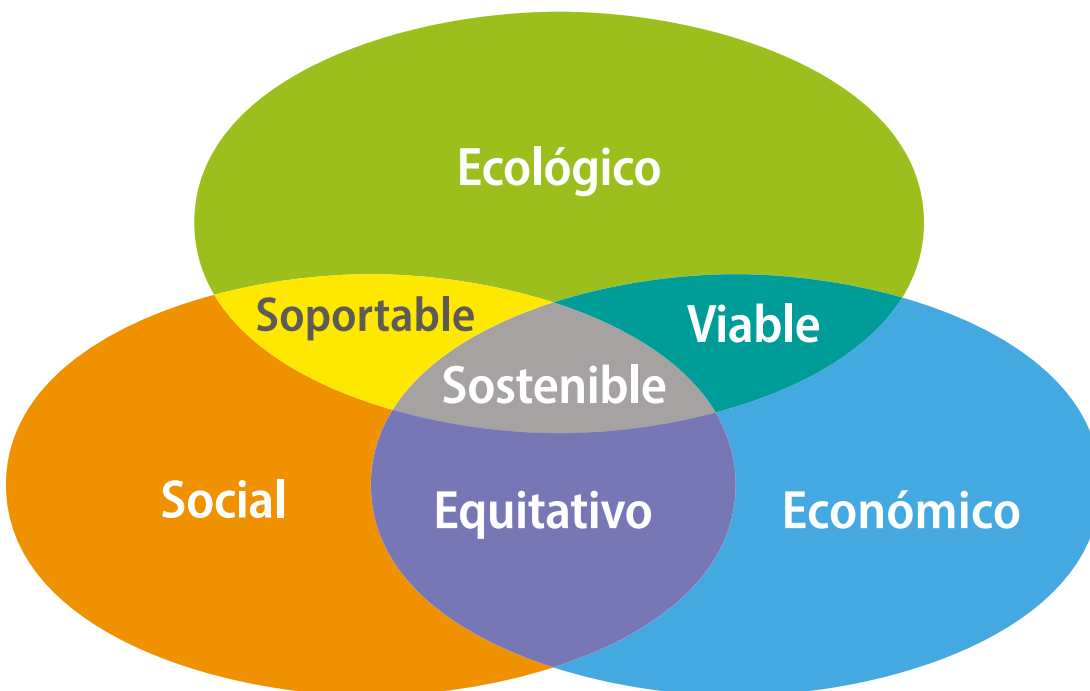 Ecológico
Soportable
Viable
Sostenible
Social
Equitativo
Económico